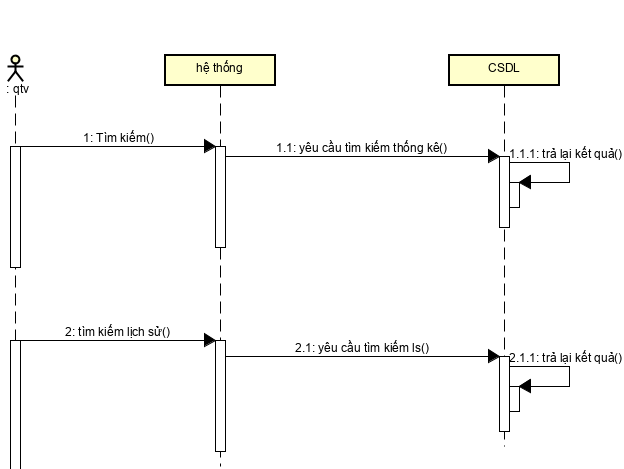 hệ thống
CSDL
: qtv
1: Tìm kiếm()
1.1: yêu cầu tìm kiếm thống kê()
1.1.1: trả lại kết quả()
2: tìm kiếm lịch sử()
2.1: yêu cầu tìm kiếm ls()
2.1.1: trả lại kết quả()